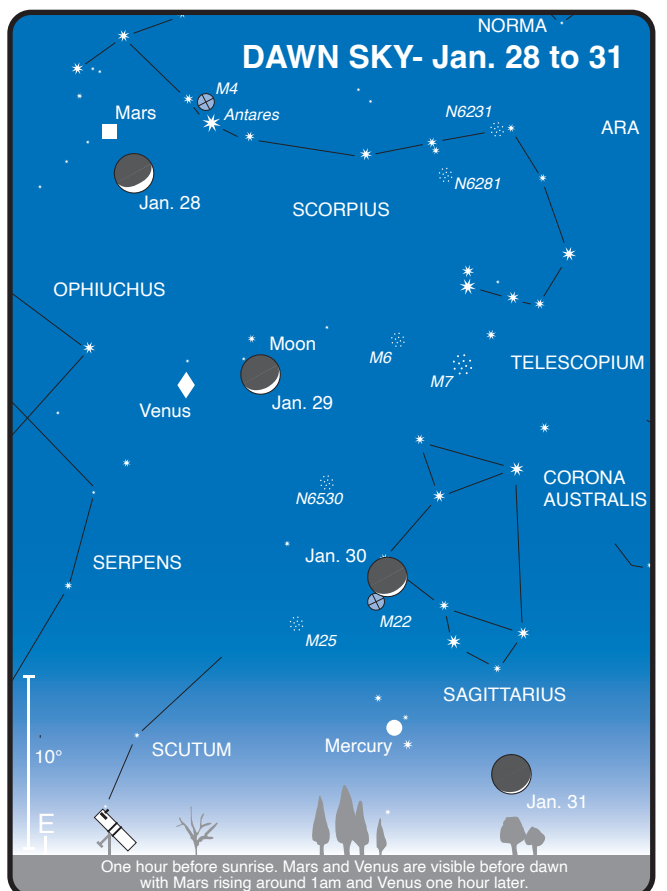 NORMA
DAWN SKY- Jan. 28 to 31
M4
Mars
Antares
N6231
ARA
N6281
Jan. 28
SCORPIUS
OPHIUCHUS
Moon
M6
TELESCOPIUM
M7
Venus
Jan. 29
CORONA
AUSTRALIS
N6530
Jan. 30
SERPENS
M22
M25
SAGITTARIUS
10°
SCUTUM
Mercury
Jan. 31
E
One hour before sunrise. Mars and Venus are visible before dawn
with Mars rising around 1am and Venus one hour later.